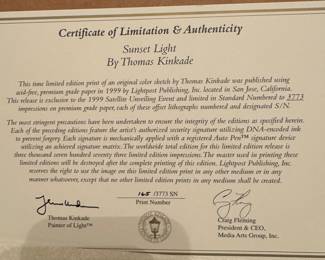 Certificate of Limitation & Authenticity
Sunset Light
By Thomas Kinkade
This time limited edition print of an original color sketch by Thomas Kinkade was published using
acid-free, premium grade paper in 1999 by Lightpost Publishing, Inc. located in San Jose, California.
This release is exclusive to the 1999 Satellite Unveiling Event and limited in Standard Numbered to 3773
impressions on premium grade paper, each of these offset lithographs numbered and designated S/N.
The most stringent precautions have been undertaken to ensure the integrity of the editions as specified herein.
Each of the preceding editions feature the artist's authorized security signature utilizing DNA-encoded ink
to prevent forgery. Each signature is mechanically applied with a registered Auto Pen™ signature device
utilizing an achieved signature matrix. The worldwide total edition for this limited edition release is
three thousand seven hundred seventy three limited edition impressions. The master used in printing these
limited editions will be destroyed after the complete printing of this edition. Lightpost Publishing, Inc.
reserves the right to use the image on this limited edition print in any other medium or in any
manner whatsoever, except that no other limited edition prints in any medium shall be created.
165 /3773 SN
Print Number
Thomas Kinkade
Painter of Light™
Craig Fleming
President & CEO,
Media Arts Group, Inc.